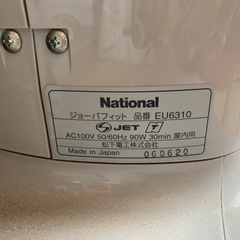 National
ジョーバフィット 品番 EU6310
JET
AC100V 50/60Hz 90W 30min 屋内用
松下電工株式会社
Made in Japan 060620